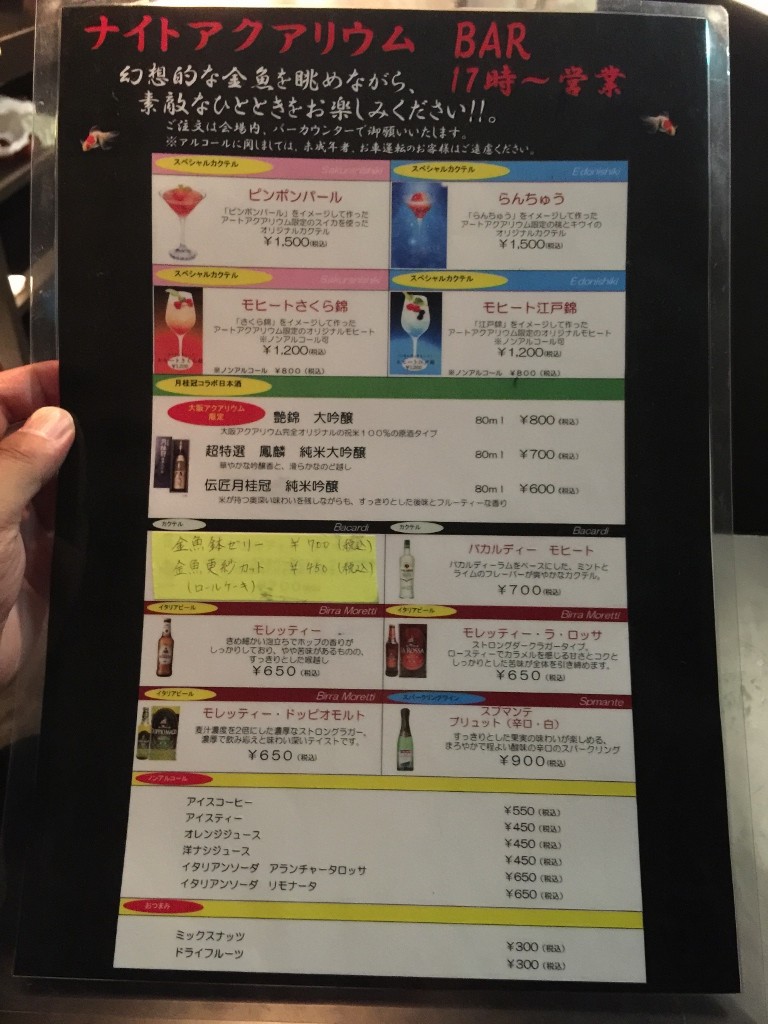 ナイトアクアリウム BAR
幻想的な金魚を眺めながら、 17時～営業
素敵なひとときをお楽しみください!!。
ご注文は会場内、バーカウンターで御願いいたします。
※アルコールに関しましては、未成年者、お車運転のお客様はご遠慮ください。
スペシャルカクテル Sakuranishiki
ピンポンパール
「ピンポンパール」をイメージして作った
アートアクアリウム限定のスイカを使った
オリジナルカクテル
￥1,500(税込)
スペシャルカクテル Edonishiki
らんちゅう
「らんちゅう」をイメージして作った
アートアクアリウム限定の桃とキウイの
オリジナルカクテル
￥1,500(税込)
スペシャルカクテル Sakuranishiki
モヒートさくら錦
「さくら錦」をイメージして作った
アートアクアリウム限定のオリジナルモヒート
※ノンアルコール可
￥1,200(税込)
※ノンアルコール ￥800(税込)
スペシャルカクテル Edonishiki
モヒート江戸錦
「江戸錦」をイメージして作った
アートアクアリウム限定のオリジナルモヒート
※ノンアルコール可
￥1,200(税込)
※ノンアルコール ￥800(税込)
月桂冠コラボ日本酒
大阪アクアリウム
限定
艶錦 大吟醸 80ml ￥800(税込)
大阪アクアリウム完全オリジナルの掛米100％の原酒タイプ
超特選 鳳麟 純米大吟醸 80ml ￥700(税込)
華やかな吟醸香と、滑らかなのど越し
伝匠月桂冠 純米吟醸 80ml ￥600(税込)
米が持つ奥深い味わいを残しながらも、すっきりとした後味とフルーティーな香り
カクテル Bacardi
金魚鉢ゼリー ￥700(税込)
金魚更紗カット ￥450(税込)
(ロールケーキ)
カクテル Bacardi
バカルディー モヒート
バカルディーラムをベースにした、ミントと
ライムのフレーバーが爽やかなカクテル。
￥700(税込)
イタリアビール Birra Moretti
モレッティー
きめ細かい泡立ちでホップの香りが
しっかりしており、やや苦味があるものの、
すっきりとした喉越し
￥650(税込)
イタリアビール Birra Moretti
モレッティー・ラ・ロッサ
ストロングダークラガータイプ。
ロースティーでカラメルを感じる甘さとコクと
しっかりとした苦味が全体を引き締めます。
￥650(税込)
イタリアビール Birra Moretti
モレッティー・ドッピオモルト
麦汁濃度を2倍にした濃厚なストロングラガー。
濃厚で飲み応えと味わい深いテイストです。
￥650(税込)
スパークリングワイン Spmante
スプマンテ
ブリュット(辛口・白)
すっきりとした果実の味わいが楽しめる、
まろやかで程よい酸味の辛口のスパークリング
￥900(税込)
ノンアルコール
アイスコーヒー ￥550(税込)
アイスティー ￥450(税込)
オレンジジュース ￥450(税込)
洋ナシジュース ￥450(税込)
イタリアンソーダ アランチャータロッサ ￥650(税込)
イタリアンソーダ リモナータ ￥650(税込)
おつまみ
ミックスナッツ ￥300(税込)
ドライフルーツ ￥300(税込)